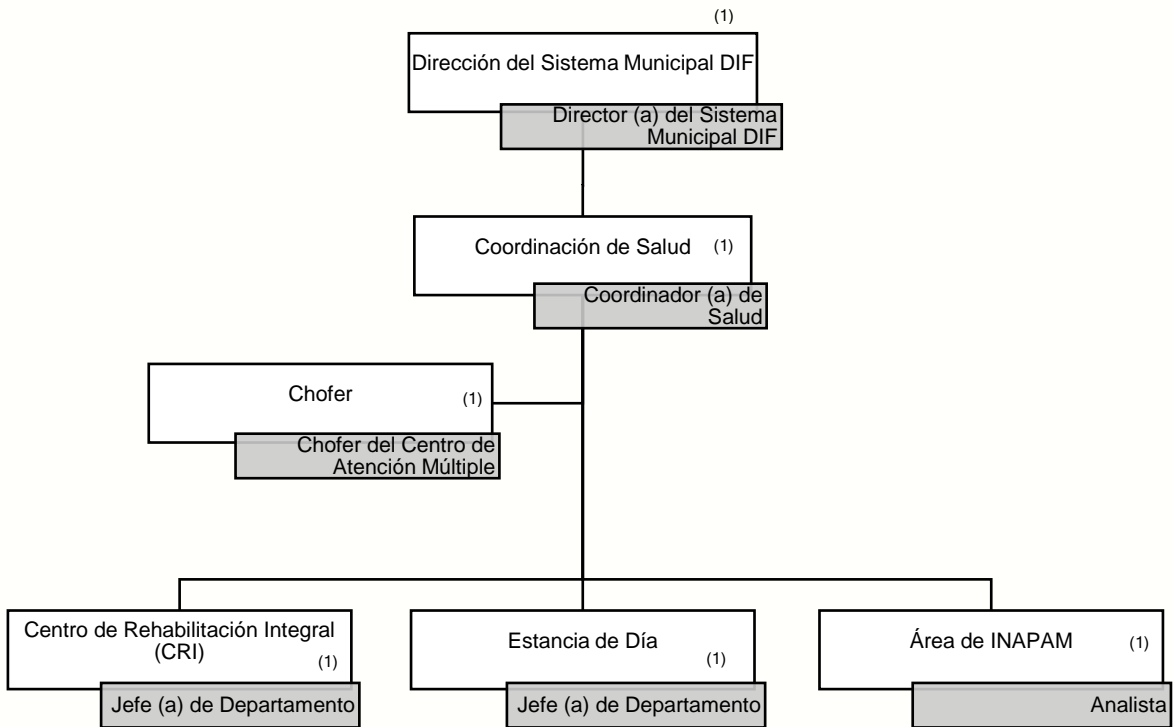 (1)
Dirección del Sistema Municipal DIF
Director (a) del Sistema
Municipal DIF
Coordinación de Salud (1)
Coordinador (a) de
Salud
Chofer (1)
Chofer del Centro de
Atención Múltiple
Centro de Rehabilitación Integral
(CRI)
(1)
Jefe (a) de Departamento
Estancia de Día
(1)
Jefe (a) de Departamento
Área de INAPAM (1)
Analista